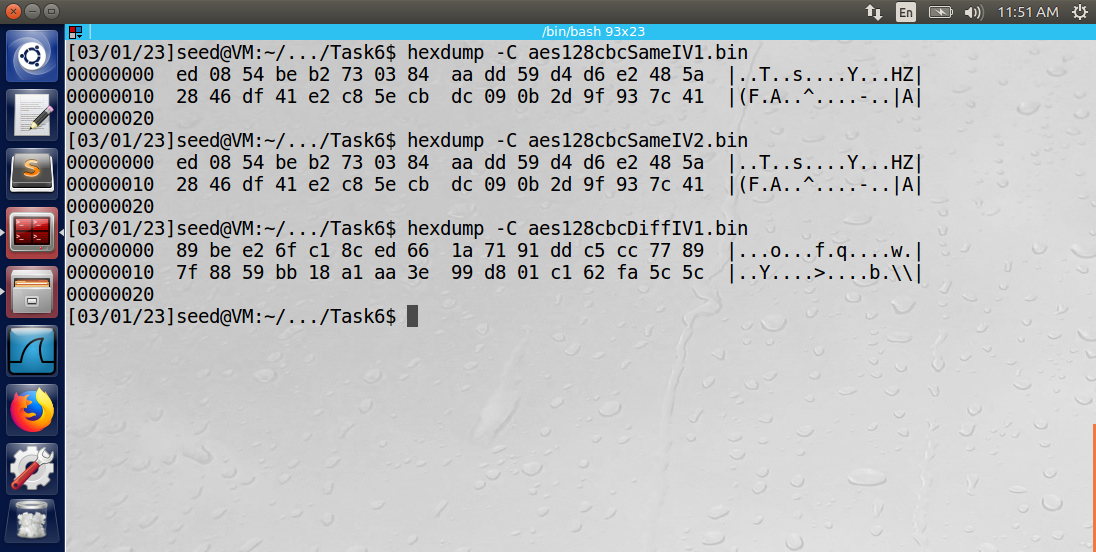 En
11:51 AM
/bin/bash 93x23
[03/01/23]seed@VM:~/.../Task6$ hexdump -C aes128cbcSameIV1.bin
00000000  ed 08 54 be b2 73 03 84  aa dd 59 d4 d6 e2 48 5a  |..T..s....Y...HZ|
00000010  28 46 df 41 e2 c8 5e cb  dc 09 0b 2d 9f 93 7c 41  |(F.A..^....-..|A|
00000020
[03/01/23]seed@VM:~/.../Task6$ hexdump -C aes128cbcSameIV2.bin
00000000  ed 08 54 be b2 73 03 84  aa dd 59 d4 d6 e2 48 5a  |..T..s....Y...HZ|
00000010  28 46 df 41 e2 c8 5e cb  dc 09 0b 2d 9f 93 7c 41  |(F.A..^....-..|A|
00000020
[03/01/23]seed@VM:~/.../Task6$ hexdump -C aes128cbcDiffIV1.bin
00000000  89 be e2 6f c1 8c ed 66  1a 71 91 dd c5 cc 77 89  |...o...f.q....w.|
00000010  7f 88 59 bb 18 a1 aa 3e  99 d8 01 c1 62 fa 5c 5c  |..Y....>....b.\\|
00000020
[03/01/23]seed@VM:~/.../Task6$